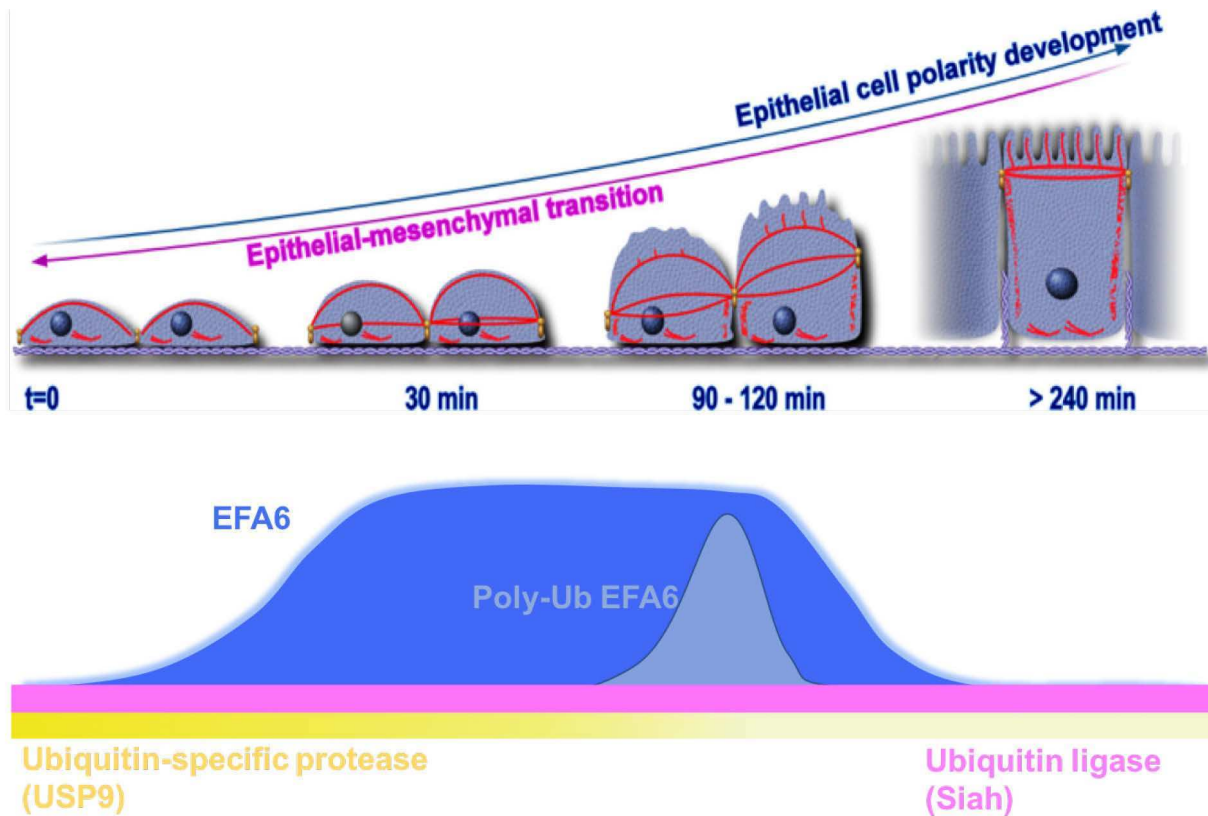 Epithelial cell polarity development
Epithelial-mesenchymal transition
t=0
30 min
90 - 120 min
> 240 min
EFA6
Poly-Ub EFA6
Ubiquitin-specific protease
(USP9)
Ubiquitin ligase
(Siah)